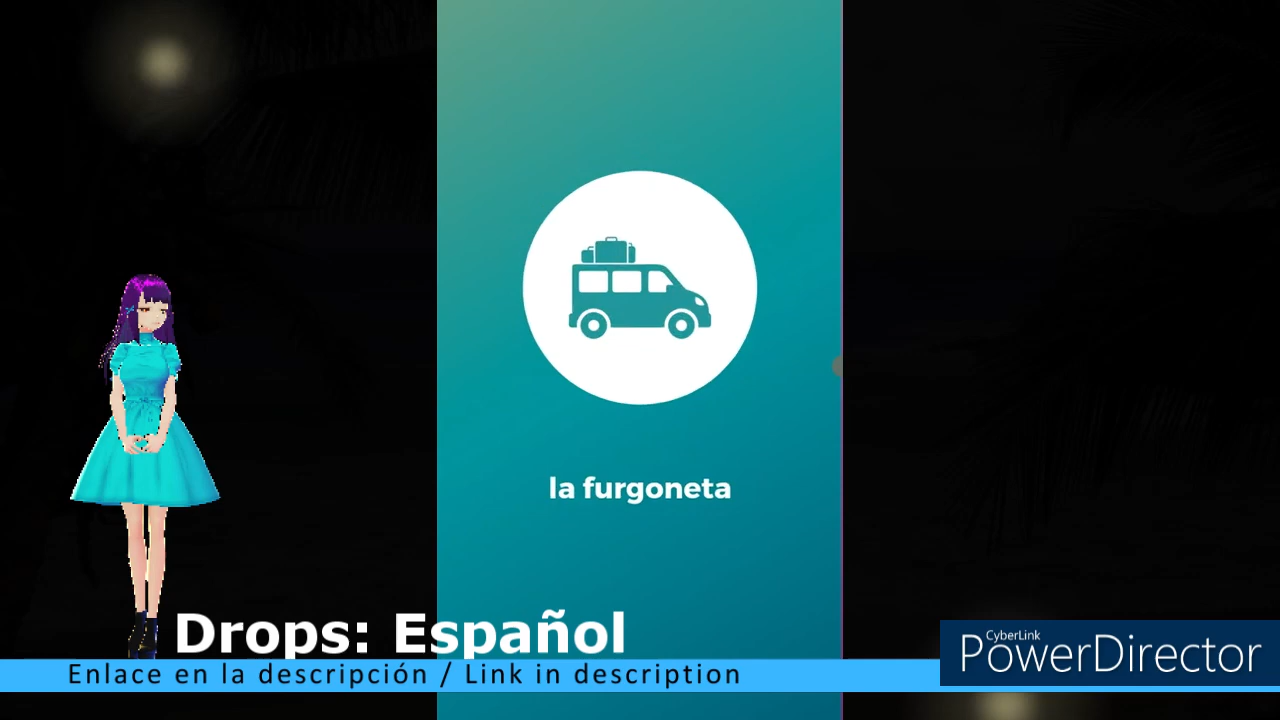 la furgoneta
Drops: Español
Enlace en la descripción / Link in description
CyberLink
PowerDirector